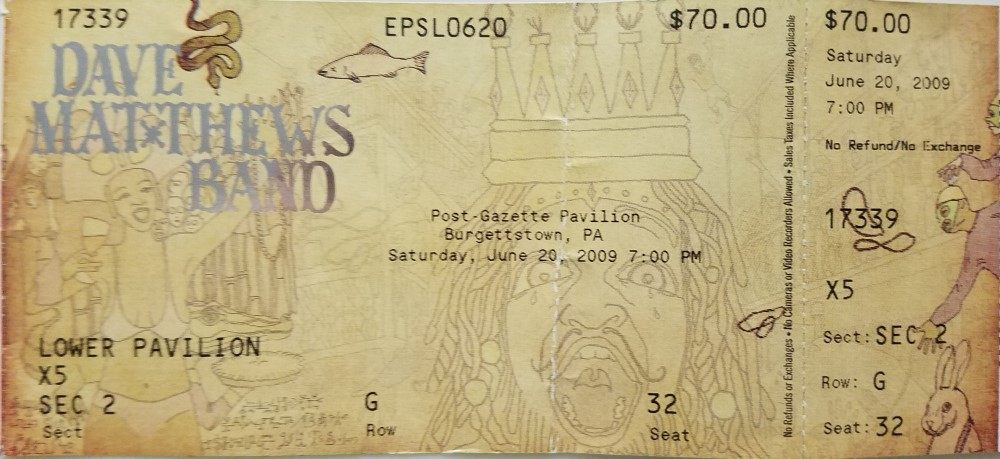 17339
EPSL0620
$70.00
DAVE
MATTHEWS
BAND
Post-Gazette Pavilion
Burgettstown, PA
Saturday, June 20, 2009 7:00 PM
LOWER PAVILION
X5
SEC 2
G
32
Sect
Row
Seat
No Refunds or Exchanges • No Cameras or Video Recorders Allowed • Sales Taxes Included Where Applicable
$70.00
Saturday
June 20, 2009
7:00 PM
No Refund/No Exchange
17339
X5
Sect: SEC 2
Row: G
Seat: 32